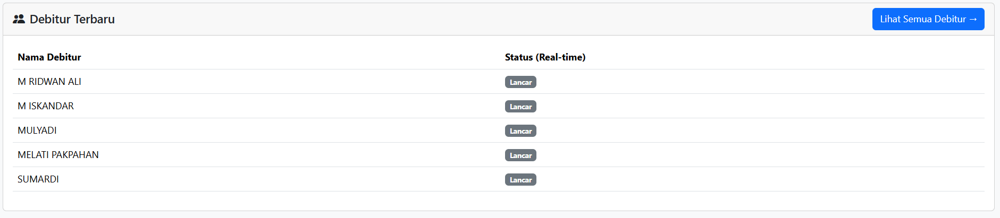 Debitur Terbaru
Lihat Semua Debitur →
Nama Debitur Status (Real-time)
M RIDWAN ALI Lancar
M ISKANDAR Lancar
MULYADI Lancar
MELATI PAKPAHAN Lancar
SUMARDI Lancar